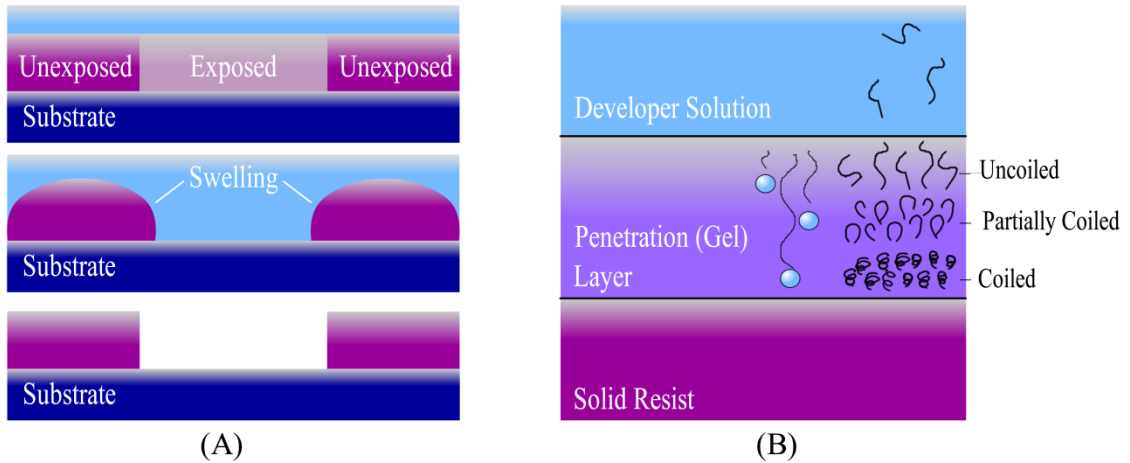 Unexposed Exposed Unexposed
Substrate
Swelling
Substrate
Substrate
(A)
Developer Solution
Uncoiled
Penetration (Gel)
Layer
Partially Coiled
Coiled
Solid Resist
(B)